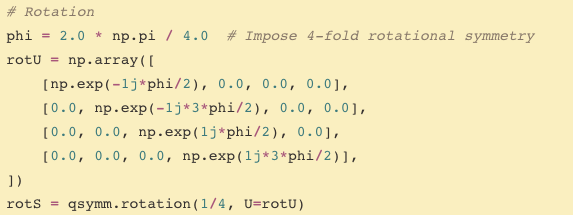 # Rotation
phi = 2.0 * np.pi / 4.0  # Impose 4-fold rotational symmetry
rotU = np.array([
    [np.exp(-1j*phi/2), 0.0, 0.0, 0.0],
    [0.0, np.exp(-1j*3*phi/2), 0.0, 0.0],
    [0.0, 0.0, np.exp(1j*phi/2), 0.0],
    [0.0, 0.0, 0.0, np.exp(1j*3*phi/2)],
])
rotS = qsymm.rotation(1/4, U=rotU)